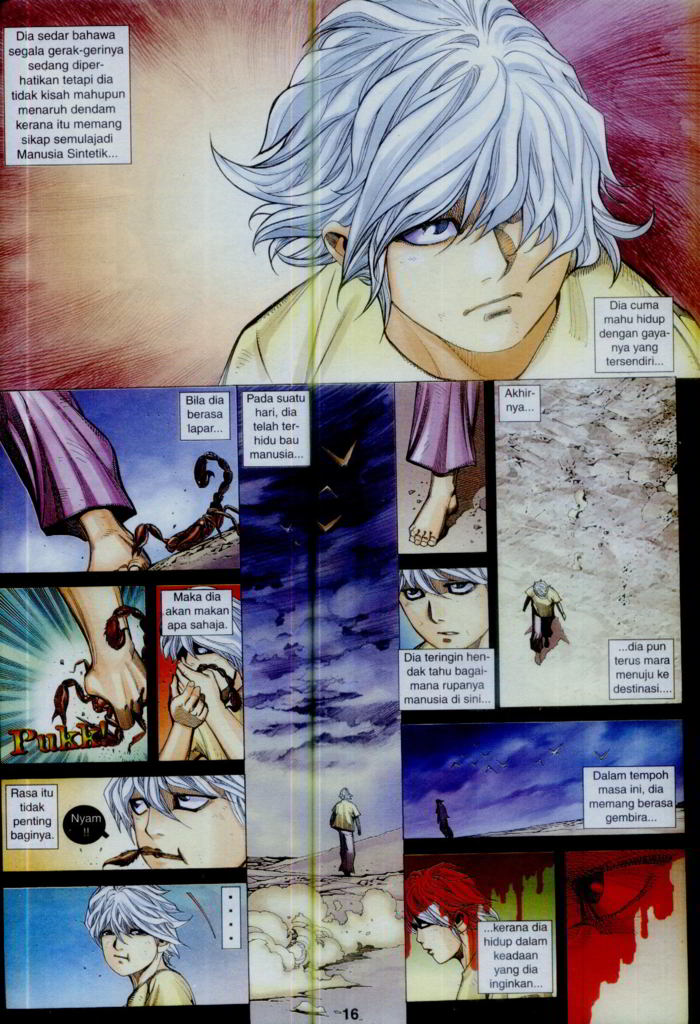 Dia sedar bahawa
segala gerak-gerinya
sedang diper-
hatikan tetapi dia
tidak kisah mahupun
menaruh dendam
kerana itu memang
sikap semulajadi
Manusia Sintetik...
Dia cuma
mahu hidup
dengan gaya-
nya yang
tersendiri...
Bila dia
berasa
lapar...
Pukk!
Maka dia
akan makan
apa sahaja.
Rasa itu
tidak
penting
baginya.
Nyam
!!
....
Pada suatu
hari, dia
telah ter-
hidu bau
manusia...
Dia teringin hen-
dak tahu bagai-
mana rupanya
manusia di sini...
Akhir-
nya...
...dia pun
terus mara
menuju ke
destinasi....
Dalam tempoh
masa ini, dia
memang berasa
gembira...
...kerana dia
hidup dalam
keadaan
yang dia
inginkan...
16